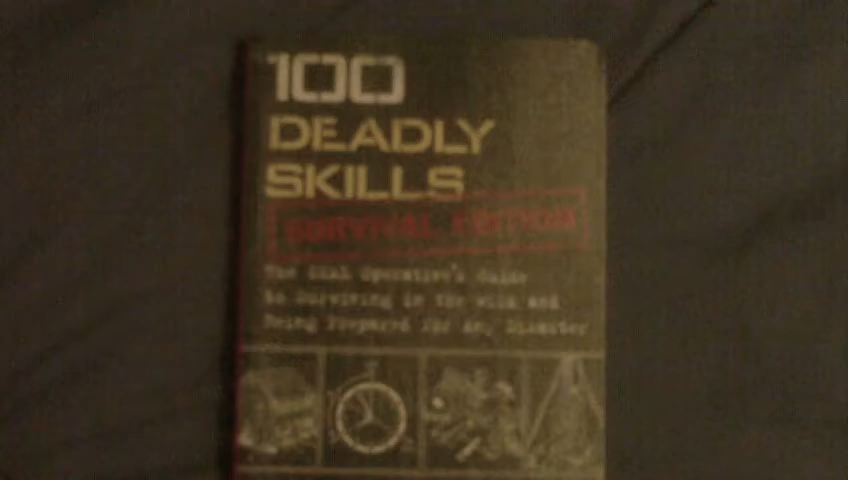 100
DEADLY
SKILLS
SURVIVAL EDITION
The SEAL Operative's Guide
to Surviving in the Wild and
Being Prepared for Any Disaster